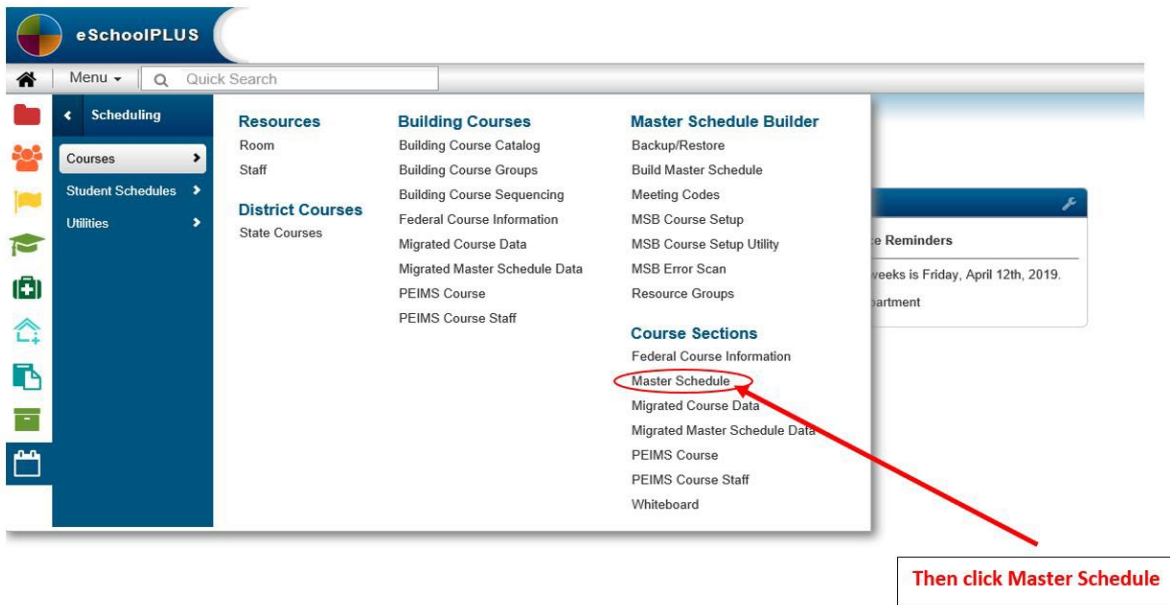 eSchoolPLUS
Menu
Quick Search
Scheduling
Courses
Student Schedules
Utilities
Resources
Room
Staff
District Courses
State Courses
Building Courses
Building Course Catalog
Building Course Groups
Building Course Sequencing
Federal Course Information
Migrated Course Data
Migrated Master Schedule Data
PEIMS Course
PEIMS Course Staff
Master Schedule Builder
Backup/Restore
Build Master Schedule
Meeting Codes
MSB Course Setup
MSB Course Setup Utility
MSB Error Scan
Resource Groups
Course Sections
Federal Course Information
Master Schedule
Migrated Course Data
Migrated Master Schedule Data
PEIMS Course
PEIMS Course Staff
Whiteboard
Reminders
weeks is Friday, April 12th, 2019.
Then click Master Schedule